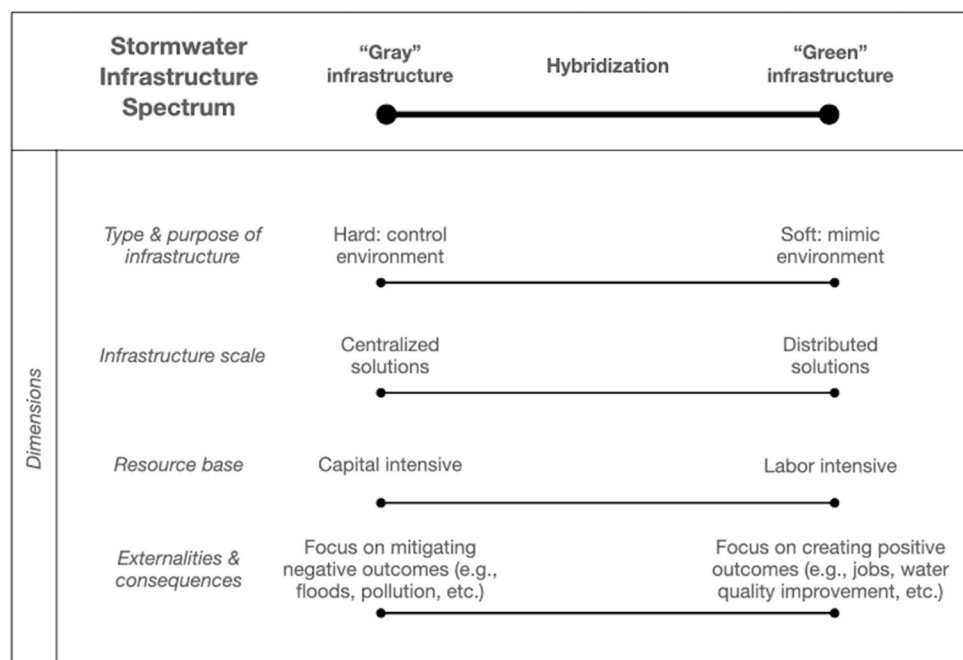 Stormwater
Infrastructure
Spectrum
“Gray”
infrastructure
Hybridization
“Green”
infrastructure
Dimensions
Type & purpose of
infrastructure
Hard: control
environment
Soft: mimic
environment
Infrastructure scale
Centralized
solutions
Distributed
solutions
Resource base
Capital intensive
Labor intensive
Externalities &
consequences
Focus on mitigating
negative outcomes (e.g.,
floods, pollution, etc.)
Focus on creating positive
outcomes (e.g., jobs, water
quality improvement, etc.)